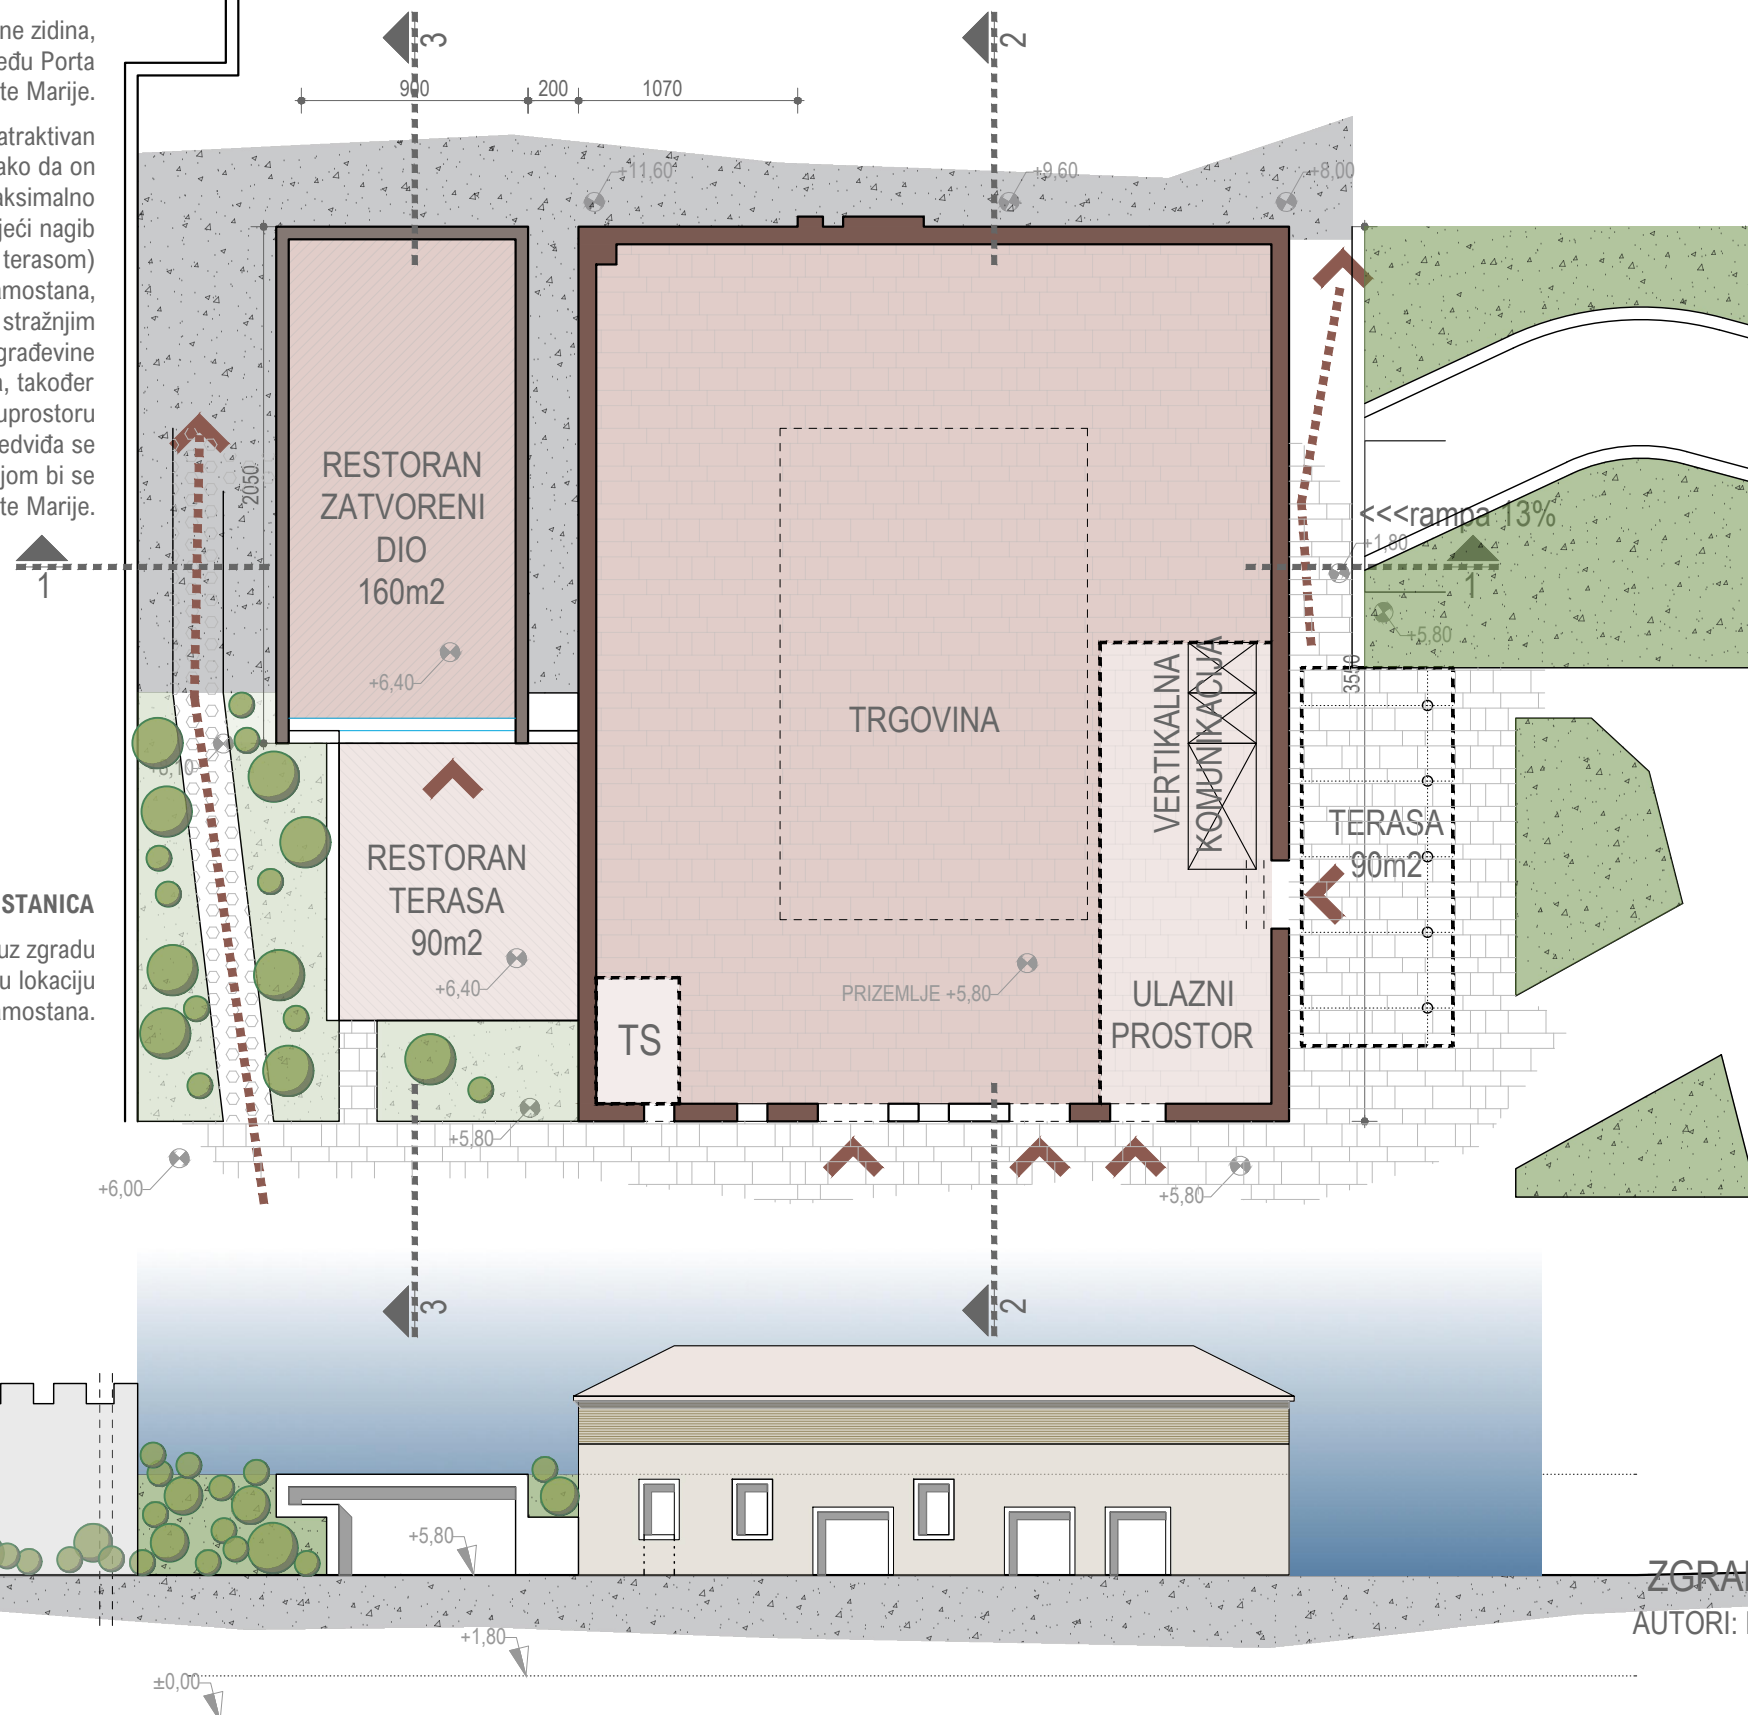 ne zidina,
eđu Porta
te Marije.
atraktivan
ako da on
aksimalno
jeći nagib
terasom)
amostana,
stražnjim
građevine
a, također
uprostoru
edviđa se
jom bi se
te Marije.
STANICA
uz zgradu
u lokaciju
amostana.
3
2
900
200
1070
+11,60
+9,60
+8,00
2050
RESTORAN
ZATVORENI
DIO
160m2
+6,40
<<<rampa 13%
+1,80
1
1
+5,80
3550
TRGOVINA
VERTIKALNA
KOMUNIKACIJA
TERASA
90m2
RESTORAN
TERASA
90m2
+6,40
PRIZEMLJE +5,80
ULAZNI
PROSTOR
TS
+5,80
+6,00
+5,80
3
2
+5,80
+1,80
±0,00
ZGRAD
AUTORI: